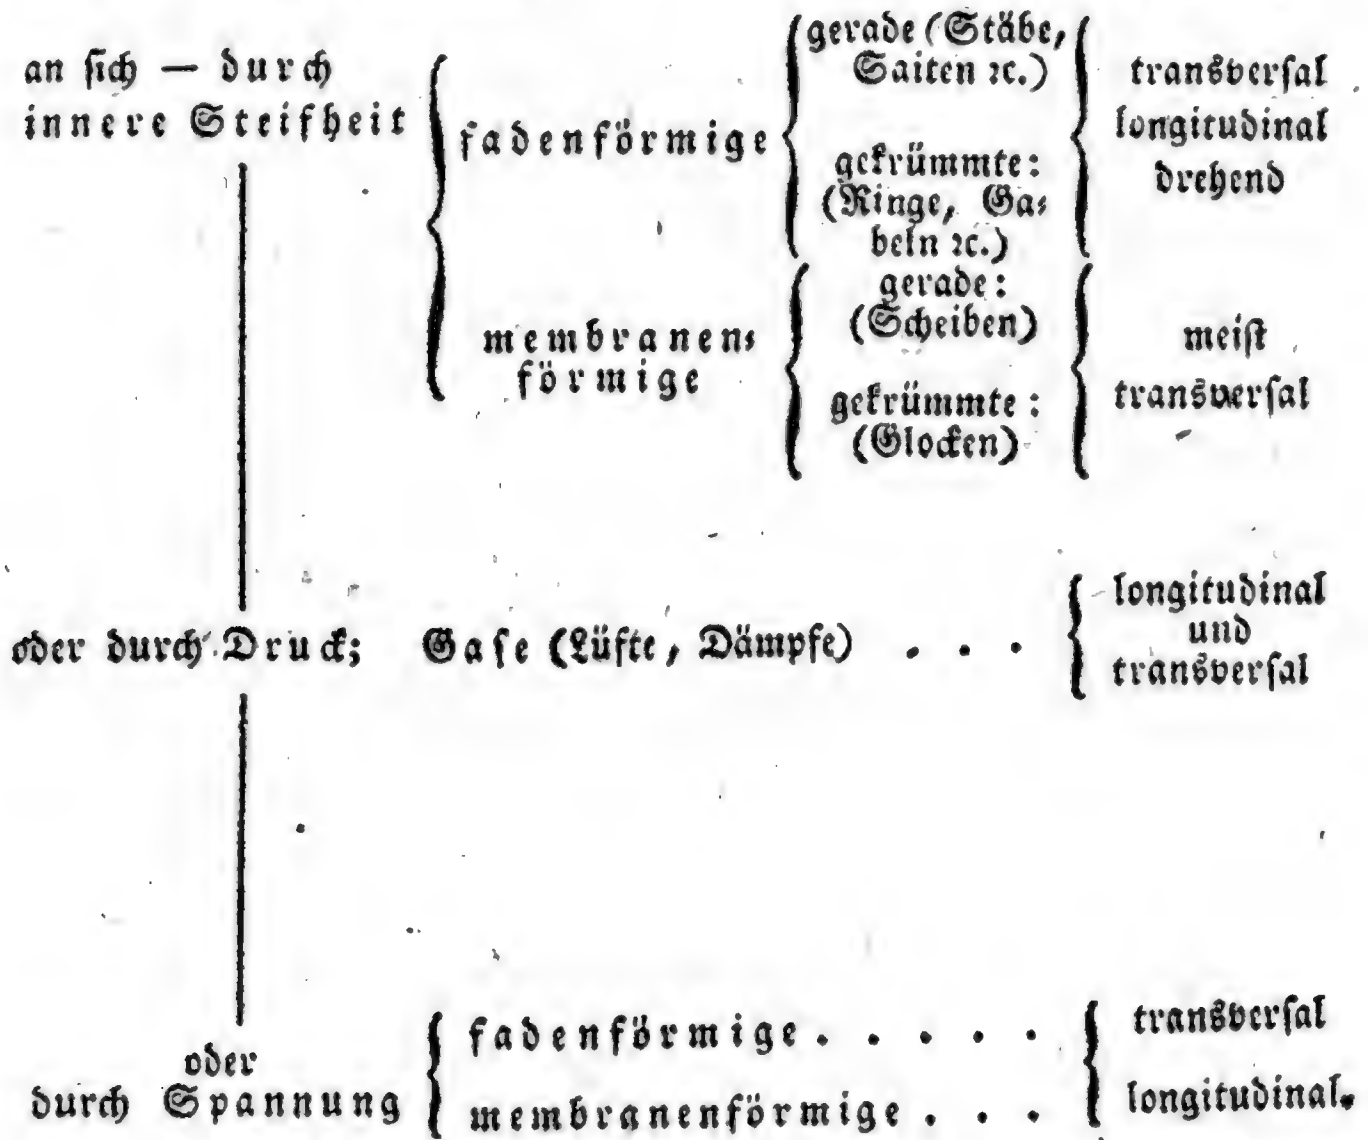 an ſich — durch
innere Steifheit
fadenförmige
gerade (Stäbe,
Saiten ꝛc.)
gekrümmte:
(Ringe, Ga⸗
beln ꝛc.)
transverſal
longitudinal
drehend
membranen⸗
förmige
gerade:
(Scheiben)
gekrümmte:
(Glocken)
meiſt
transverſal
oder durch Druck; Gaſe (Lüfte, Dämpfe) . . .
longitudinal
und
transverſal
oder
durch Spannung
fadenförmige . . . . .
membranenförmige . . .
transverſal
longitudinal.